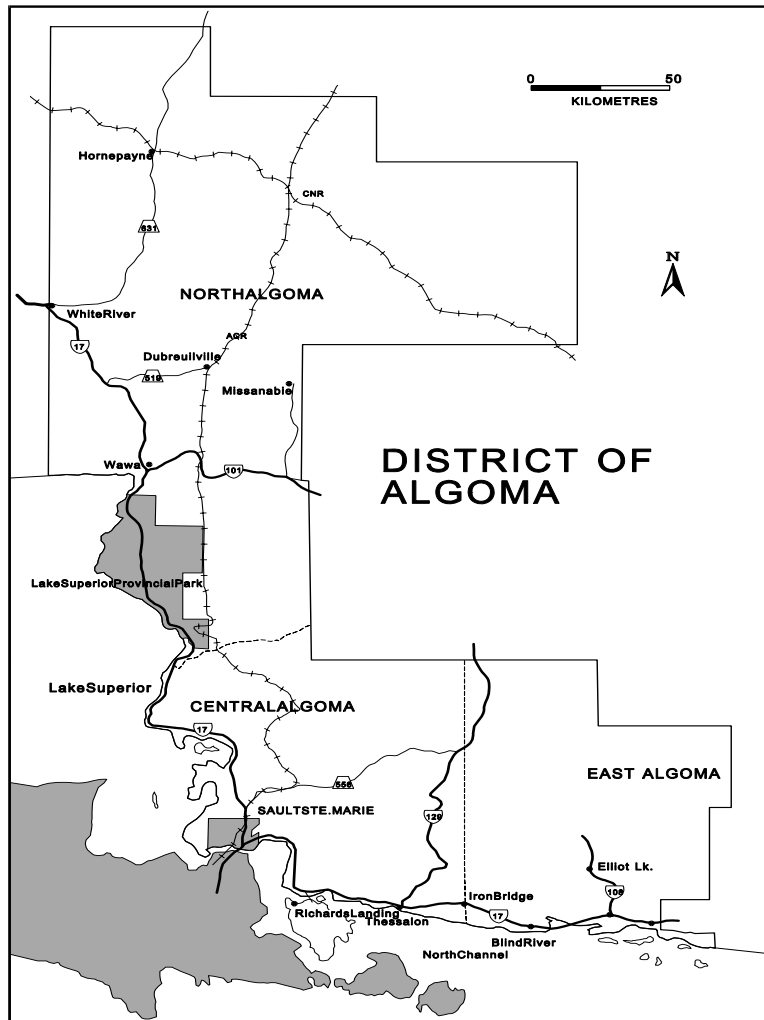 0 50
KILOMETRES
Hornepayne
CNR
631
N
NORTHALGOMA
WhiteRiver
AQR
17
Dubreuilville
519
Missanabie
Wawa
101
DISTRICT OF
ALGOMA
LakeSuperiorProvincialPark
LakeSuperior
CENTRALALGOMA
17
EAST ALGOMA
556
SAULTSTE.MARIE
129
Elliot Lk.
108
IronBridge
RichardsLanding
17
Thessalon
BlindRiver
NorthChannel